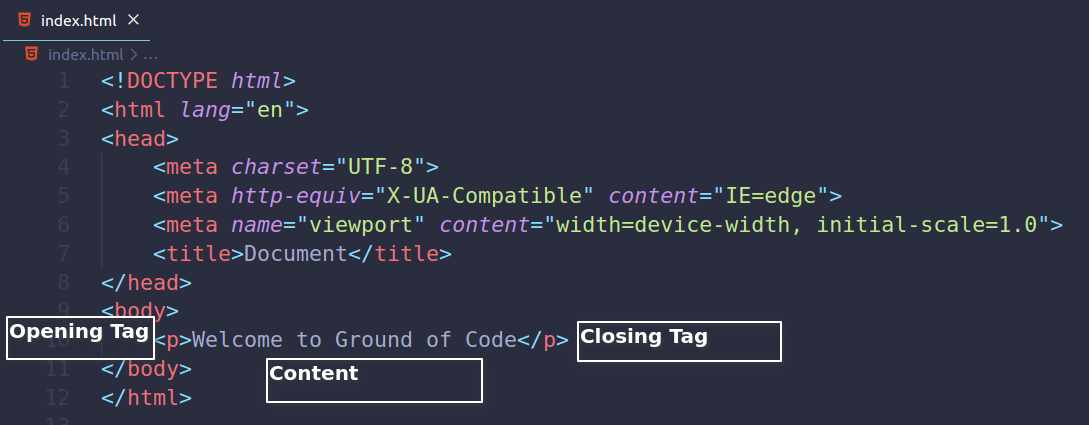 index.html ×
index.html > ...
1 <!DOCTYPE html>
2 <html lang="en">
3 <head>
4     <meta charset="UTF-8">
5     <meta http-equiv="X-UA-Compatible" content="IE=edge">
6     <meta name="viewport" content="width=device-width, initial-scale=1.0">
7     <title>Document</title>
8 </head>
9 <body>
Opening Tag
10     <p>Welcome to Ground of Code</p>
Closing Tag
11 </body>
Content
12 </html>
13